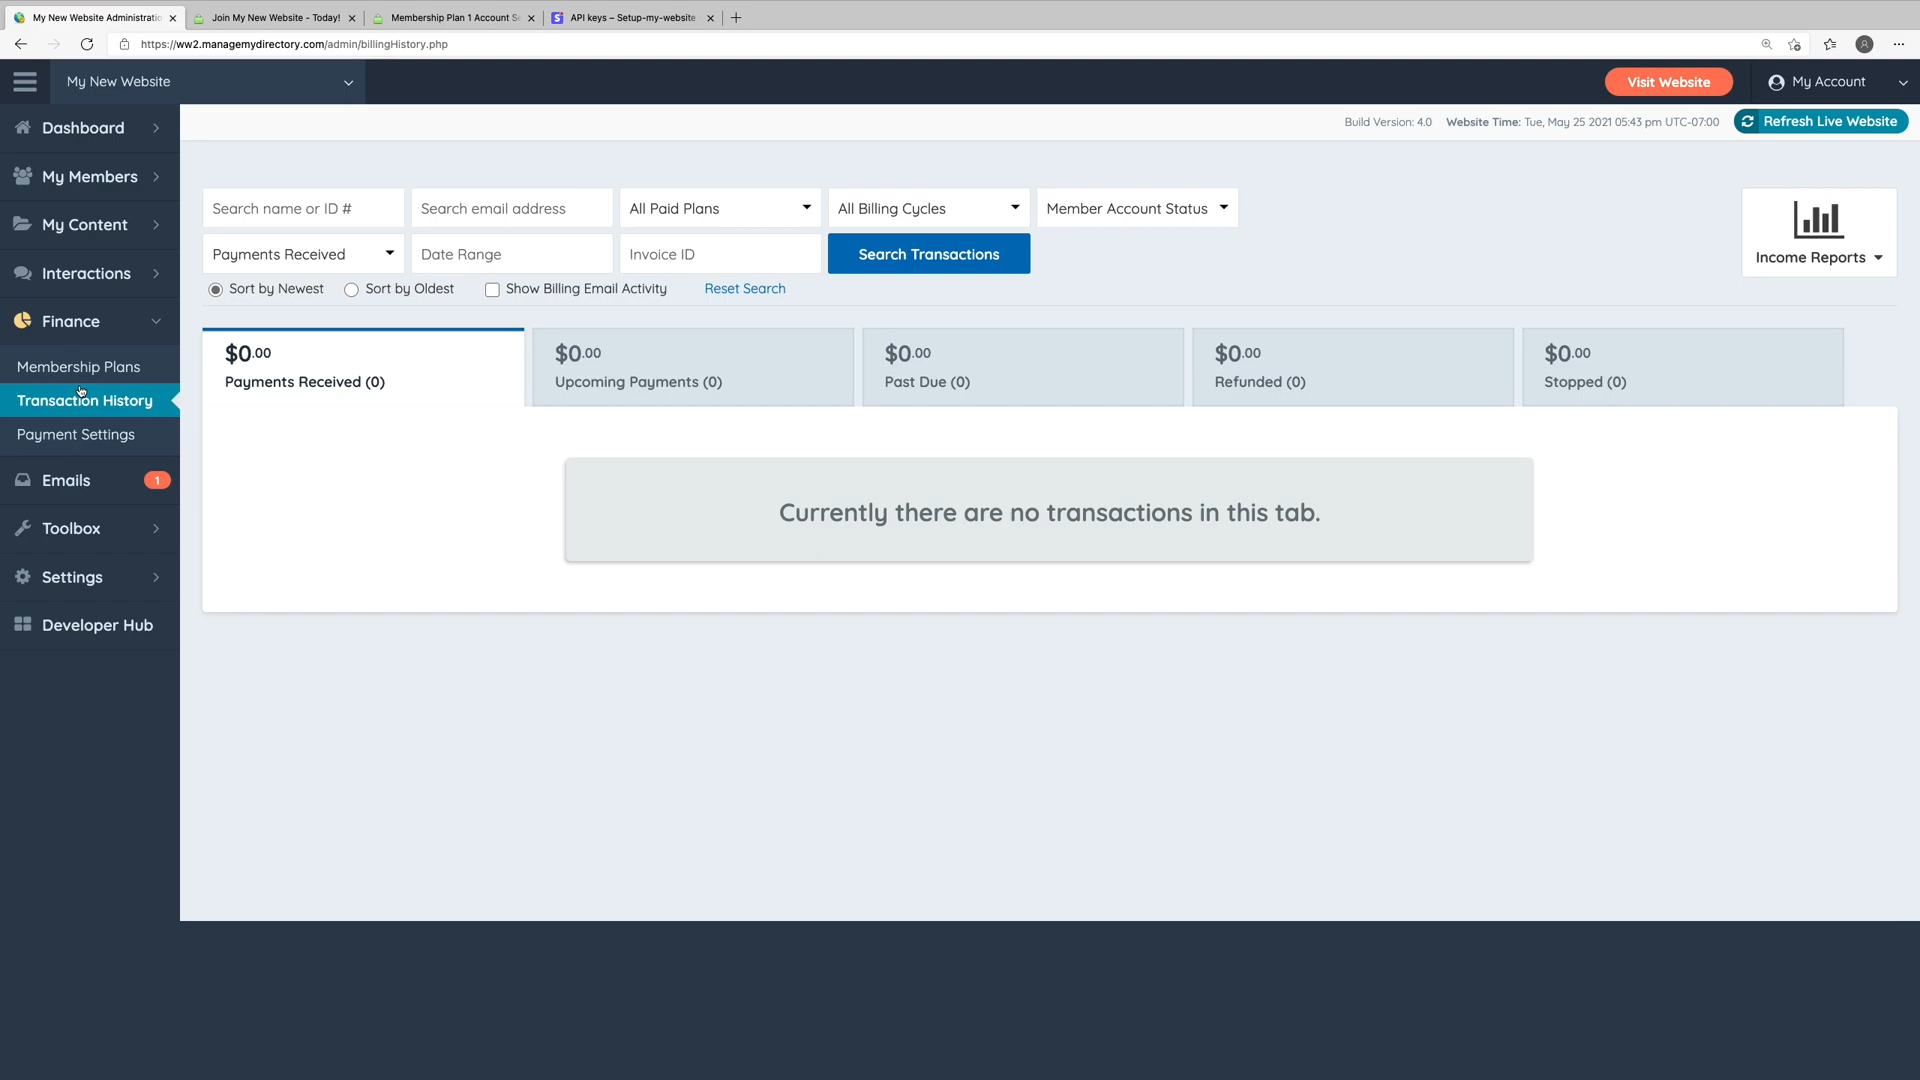 My New Website Administratio
Join My New Website - Today!
Membership Plan 1 Account Se
API keys – Setup-my-website
https://ww2.managemydirectory.com/admin/billingHistory.php
My New Website
Visit Website
My Account
Build Version: 4.0
Website Time: Tue, May 25 2021 05:43 pm UTC-07:00
Refresh Live Website
Dashboard
My Members
My Content
Interactions
Finance
Membership Plans
Transaction History
Payment Settings
Emails
1
Toolbox
Settings
Developer Hub
Search name or ID #
Search email address
All Paid Plans
All Billing Cycles
Member Account Status
Payments Received
Date Range
Invoice ID
Search Transactions
Sort by Newest
Sort by Oldest
Show Billing Email Activity
Reset Search
Income Reports
$0.00
Payments Received (0)
$0.00
Upcoming Payments (0)
$0.00
Past Due (0)
$0.00
Refunded (0)
$0.00
Stopped (0)
Currently there are no transactions in this tab.